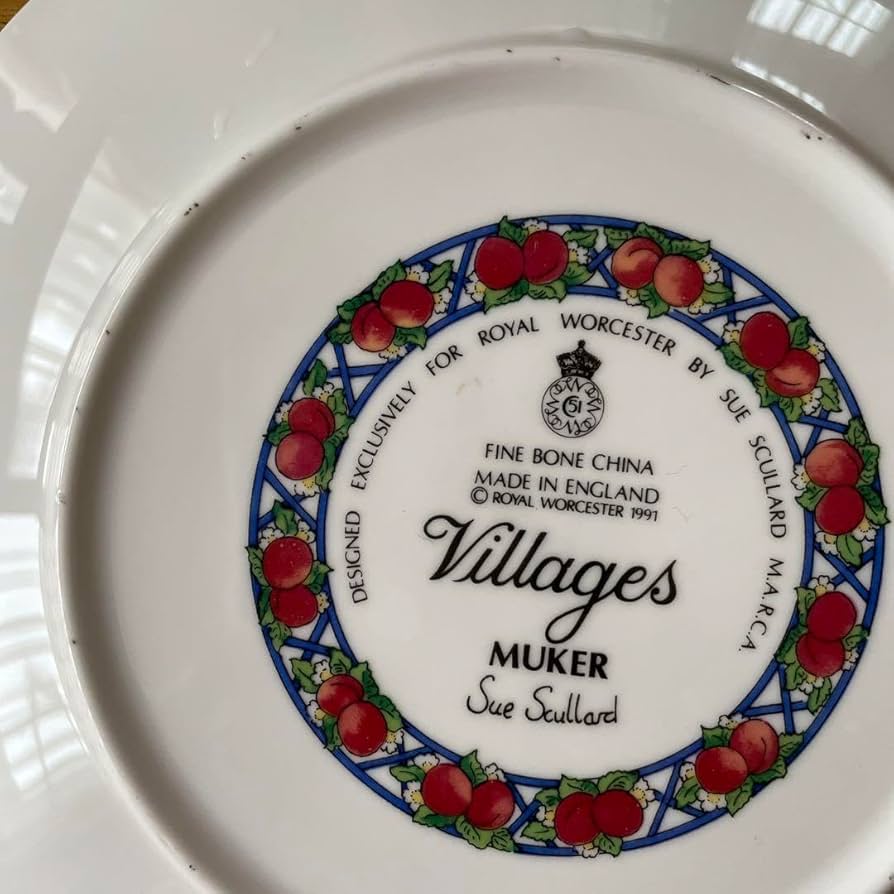 DESIGNED EXCLUSIVELY FOR ROYAL WORCESTER BY SUE SCULLARD M.A.R.C.A.
51
FINE BONE CHINA
MADE IN ENGLAND
© ROYAL WORCESTER 1991
Villages
MUKER
Sue Scullard